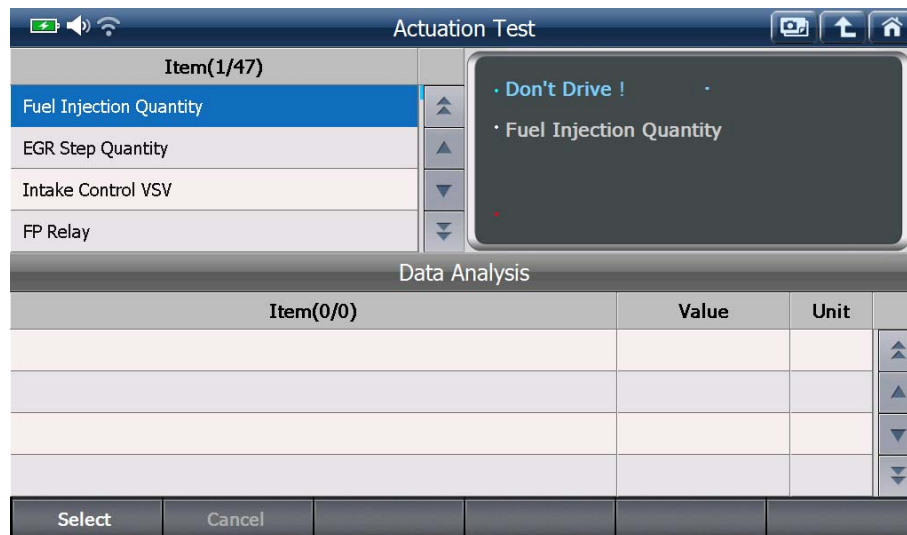 Actuation Test
Item(1/47)
Fuel Injection Quantity
EGR Step Quantity
Intake Control VSV
FP Relay
· Don't Drive !
· Fuel Injection Quantity
Data Analysis
Item(0/0) Value Unit
Select Cancel